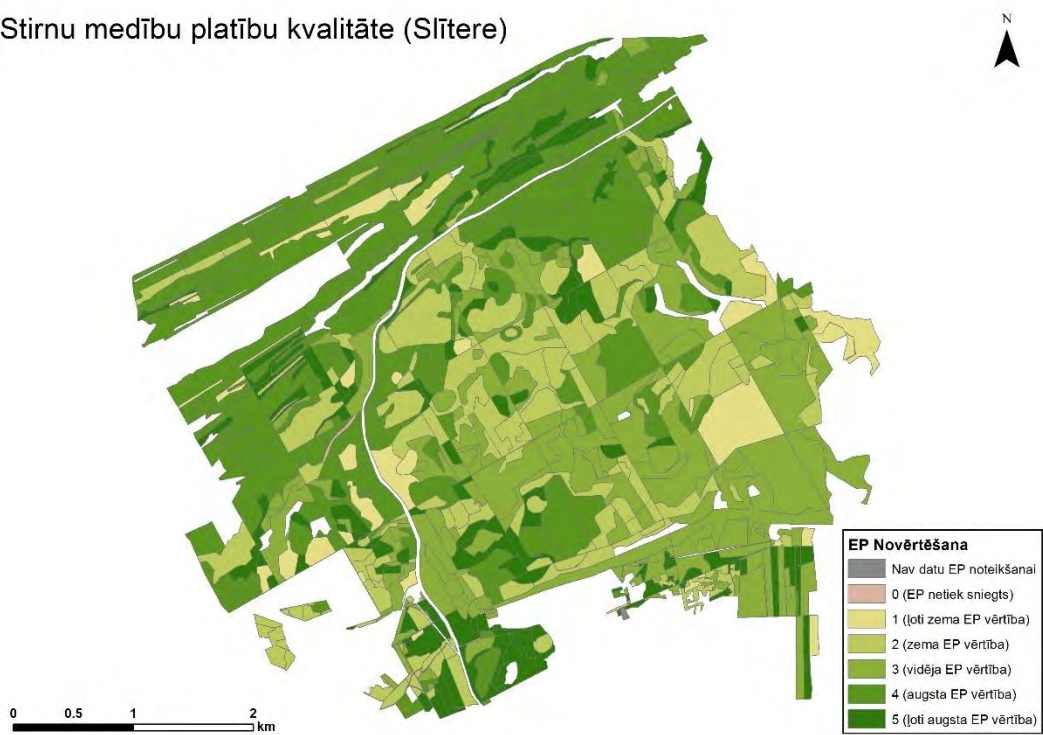 Stirnu medību platību kvalitāte (Slītere)
N
EP Novērtēšana
Nav datu EP noteikšanai
0 (EP netiek sniegts)
1 (ļoti zema EP vērtība)
2 (zema EP vērtība)
3 (vidēja EP vērtība)
4 (augsta EP vērtība)
5 (ļoti augsta EP vērtība)
0 0.5 1 2
km